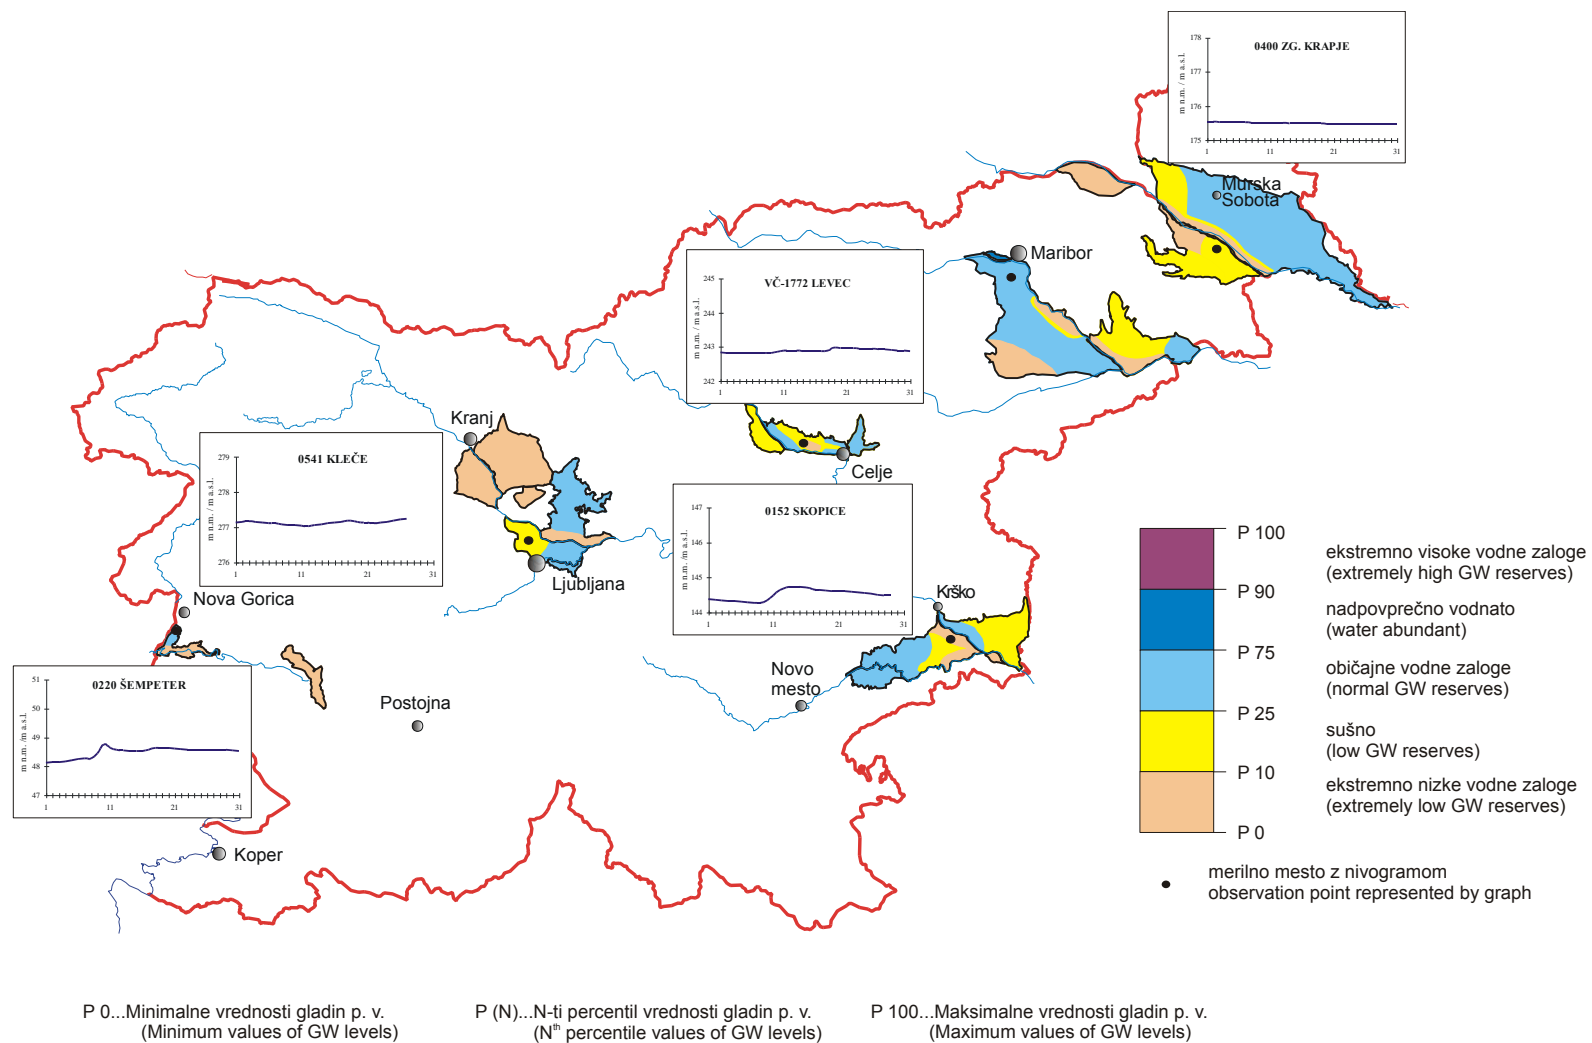 0400 ZG. KRAPJE
m n.m. / m a.s.l.
178
177
176
175
1
11
21
31
Murska
Sobota
Maribor
VČ-1772 LEVEC
m n.m. / m a.s.l.
245
244
243
242
1
11
21
31
Kranj
Celje
0541 KLEČE
m n.m. / m a.s.l.
279
278
277
276
1
11
21
31
Ljubljana
0152 SKOPICE
m n.m. /m a.s.l.
147
146
145
144
1
11
21
31
Nova Gorica
Krško
Novo
mesto
Postojna
0220 ŠEMPETER
m n.m. /m a.s.l.
51
50
49
48
47
1
11
21
31
Koper
P 100
ekstremno visoke vodne zaloge
(extremely high GW reserves)
P 90
nadpovprečno vodnato
(water abundant)
P 75
običajne vodne zaloge
(normal GW reserves)
P 25
sušno
(low GW reserves)
P 10
ekstremno nizke vodne zaloge
(extremely low GW reserves)
P 0
merilno mesto z nivogramom
observation point represented by graph
P 0...Minimalne vrednosti gladin p. v.
(Minimum values of GW levels)
P (N)...N-ti percentil vrednosti gladin p. v.
(Nth percentile values of GW levels)
P 100...Maksimalne vrednosti gladin p. v.
(Maximum values of GW levels)